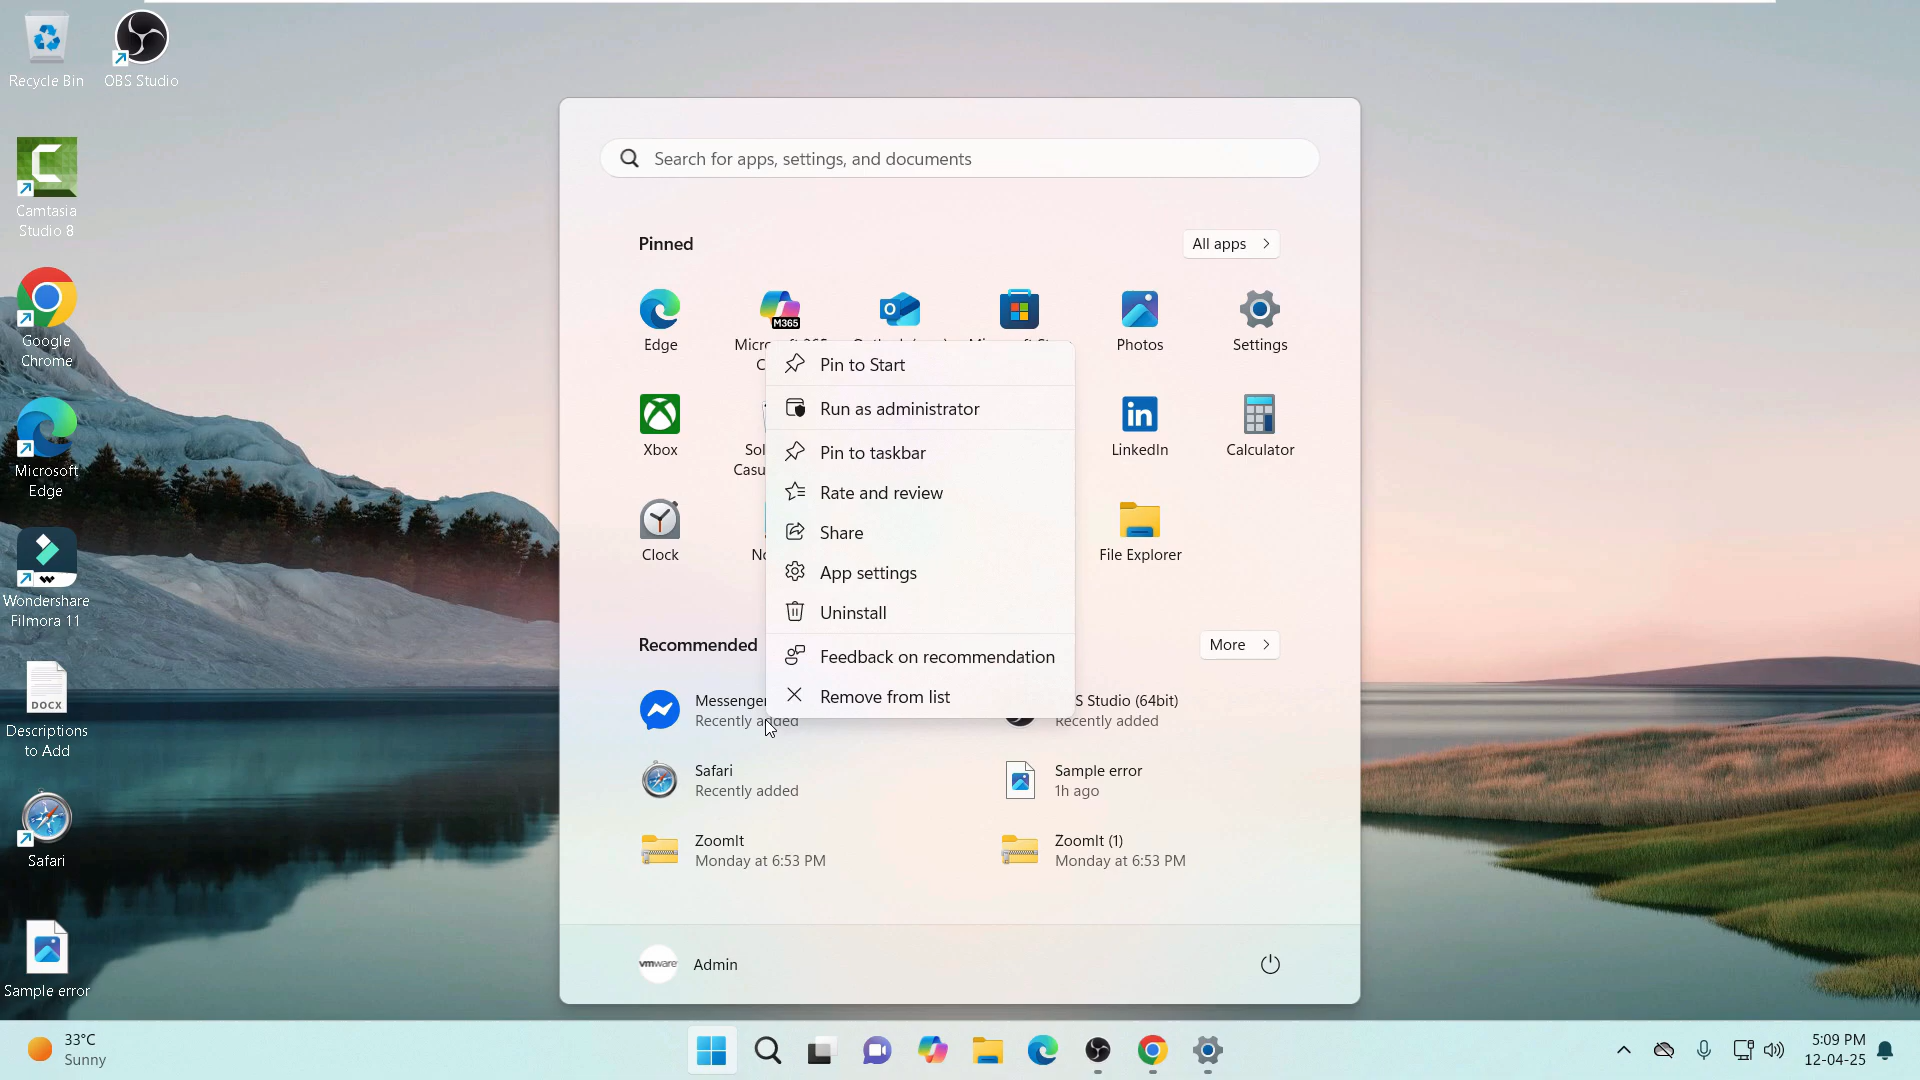 Recycle Bin
OBS Studio
Camtasia
Studio 8
Google
Chrome
Microsoft
Edge
Wondershare
Filmora 11
DOCX
Descriptions
to Add
Safari
Sample error
Search for apps, settings, and documents
Pinned
All apps
M365
Edge
Photos
Settings
Xbox
LinkedIn
Calculator
Clock
File Explorer
Pin to Start
Run as administrator
Pin to taskbar
Rate and review
Share
App settings
Uninstall
Feedback on recommendation
Remove from list
Recommended
More
Messenger
Recently added
S Studio (64bit)
Recently added
Safari
Recently added
Sample error
1h ago
ZoomIt
Monday at 6:53 PM
ZoomIt (1)
Monday at 6:53 PM
vmware
Admin
33°C
Sunny
5:09 PM
12-04-25